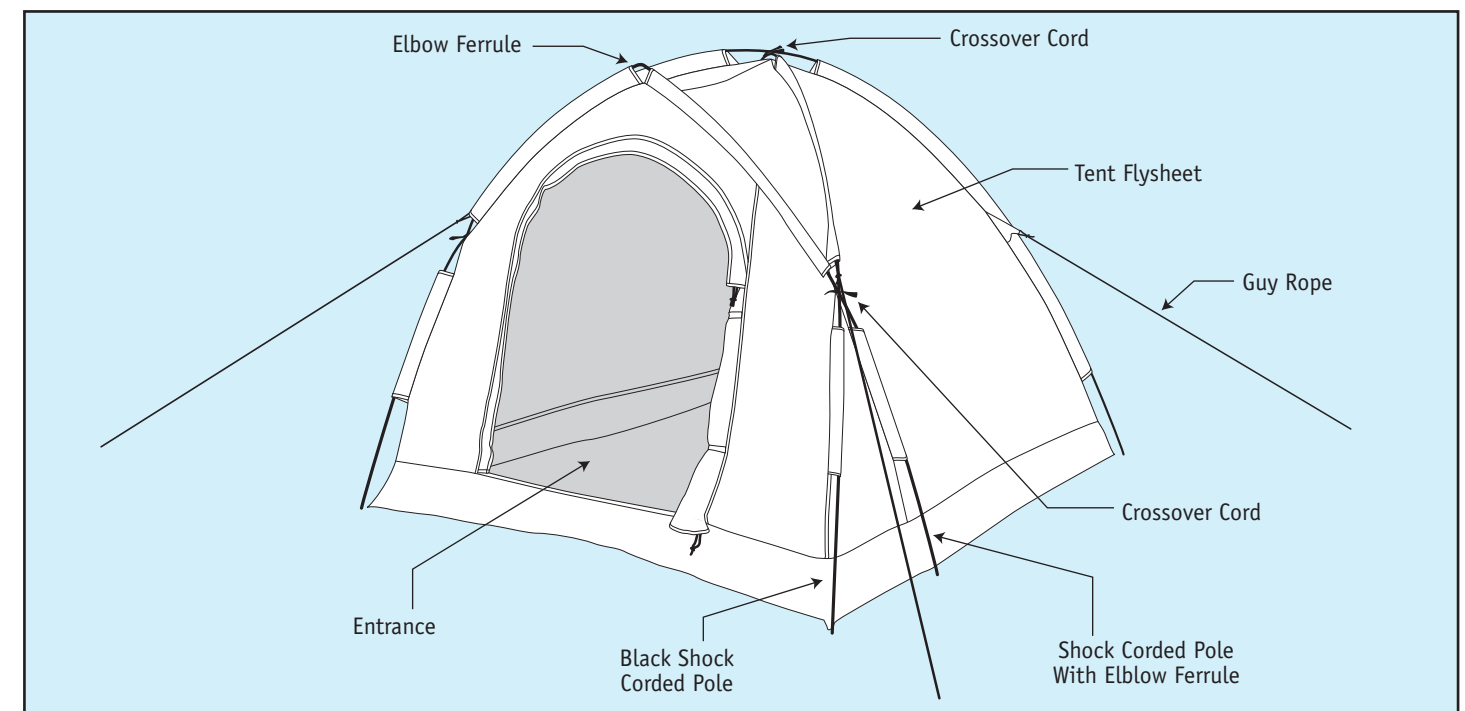 Elbow Ferrule
Crossover Cord
Tent Flysheet
Guy Rope
Crossover Cord
Entrance
Black Shock
Corded Pole
Shock Corded Pole
With Elblow Ferrule